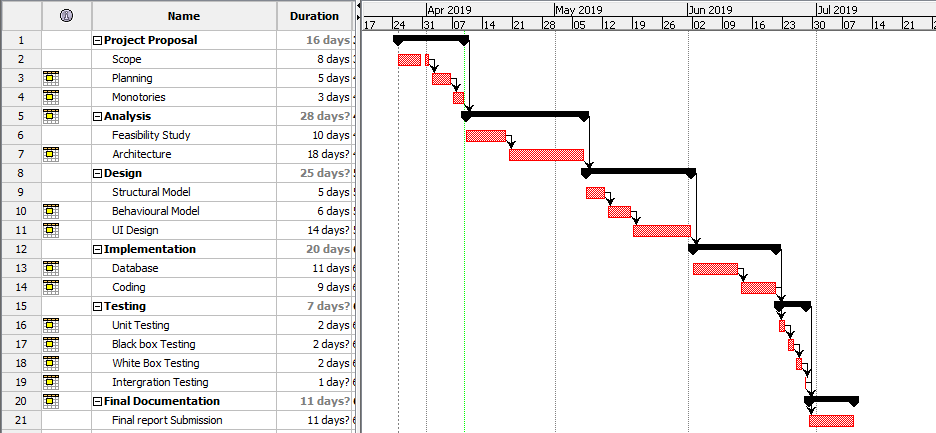 Name Duration
Apr 2019 May 2019 Jun 2019 Jul 2019
17 24 31 07 14 21 28 05 12 19 26 02 09 16 23 30 07 14 21 28
1 Project Proposal 16 days
2 Scope 8 days
3 Planning 5 days
4 Monotories 3 days
5 Analysis 28 days?
6 Feasibility Study 10 days
7 Architecture 18 days?
8 Design 25 days?
9 Structural Model 5 days
10 Behavioural Model 6 days
11 UI Design 14 days?
12 Implementation 20 days
13 Database 11 days
14 Coding 9 days
15 Testing 7 days?
16 Unit Testing 2 days
17 Black box Testing 2 days?
18 White Box Testing 2 days
19 Intergration Testing 1 day?
20 Final Documentation 11 days?
21 Final report Submission 11 days?